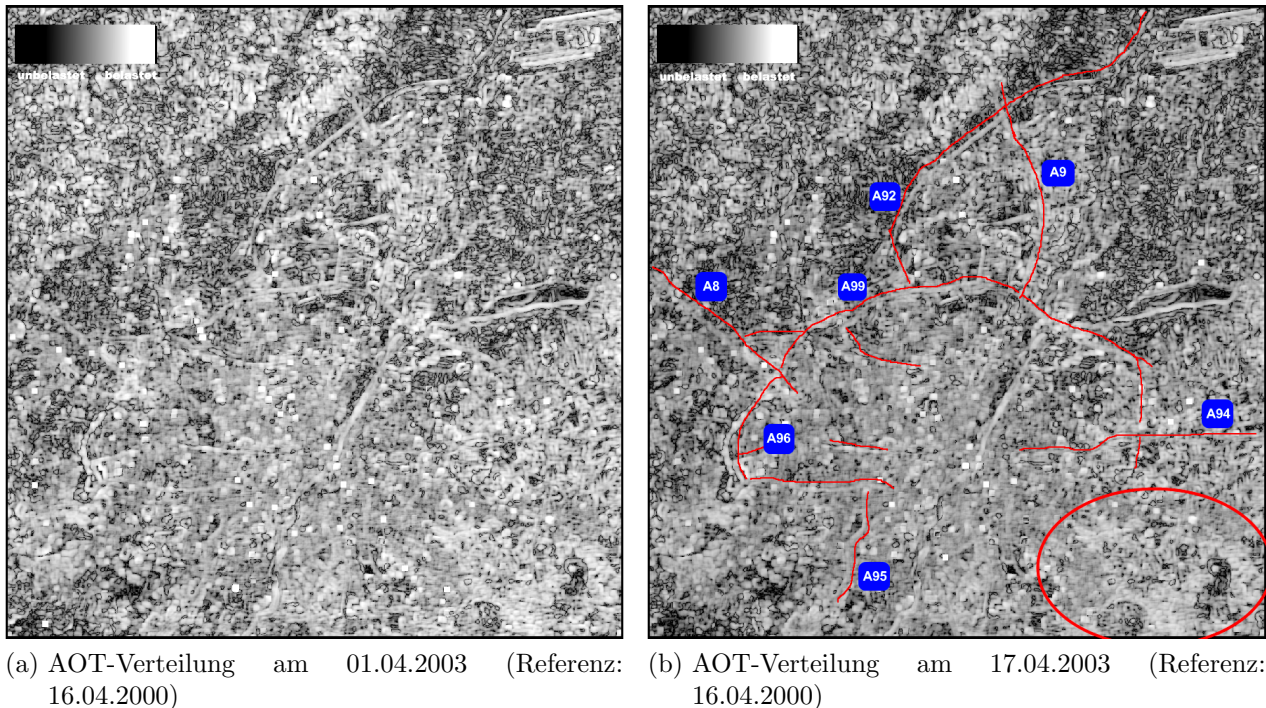 unbelastet belastet
unbelastet belastet
A9
A92
A8
A99
A94
A96
A95
(a) AOT-Verteilung am 01.04.2003 (Referenz:
16.04.2000)
(b) AOT-Verteilung am 17.04.2003 (Referenz:
16.04.2000)